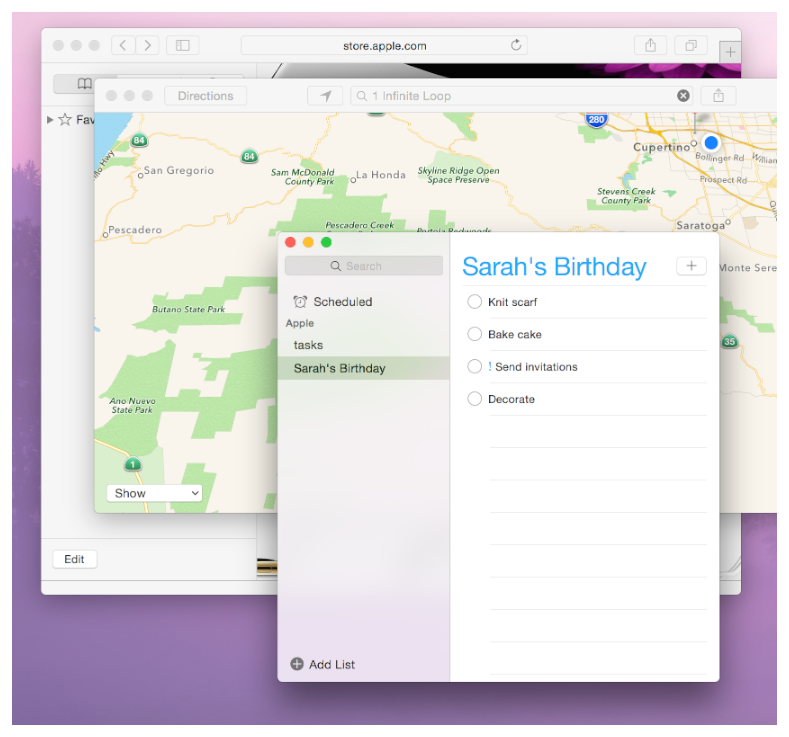 store.apple.com
Directions
1 Infinite Loop
Fav
280
84
84
Cupertino
Bollinger Rd
San Gregorio
Sam McDonald
County Park
La Honda
Skyline Ridge Open
Space Preserve
Prospect Rd
Stevens Creek
County Park
Pescadero
Pescadero Creek
Portola Redwoods
Saratoga
Monte Sere
Butano State Park
35
Ano Nuevo
State Park
1
Show
Edit
Search
Scheduled
Apple
tasks
Sarah's Birthday
Add List
Sarah's Birthday
Knit scarf
Bake cake
! Send invitations
Decorate